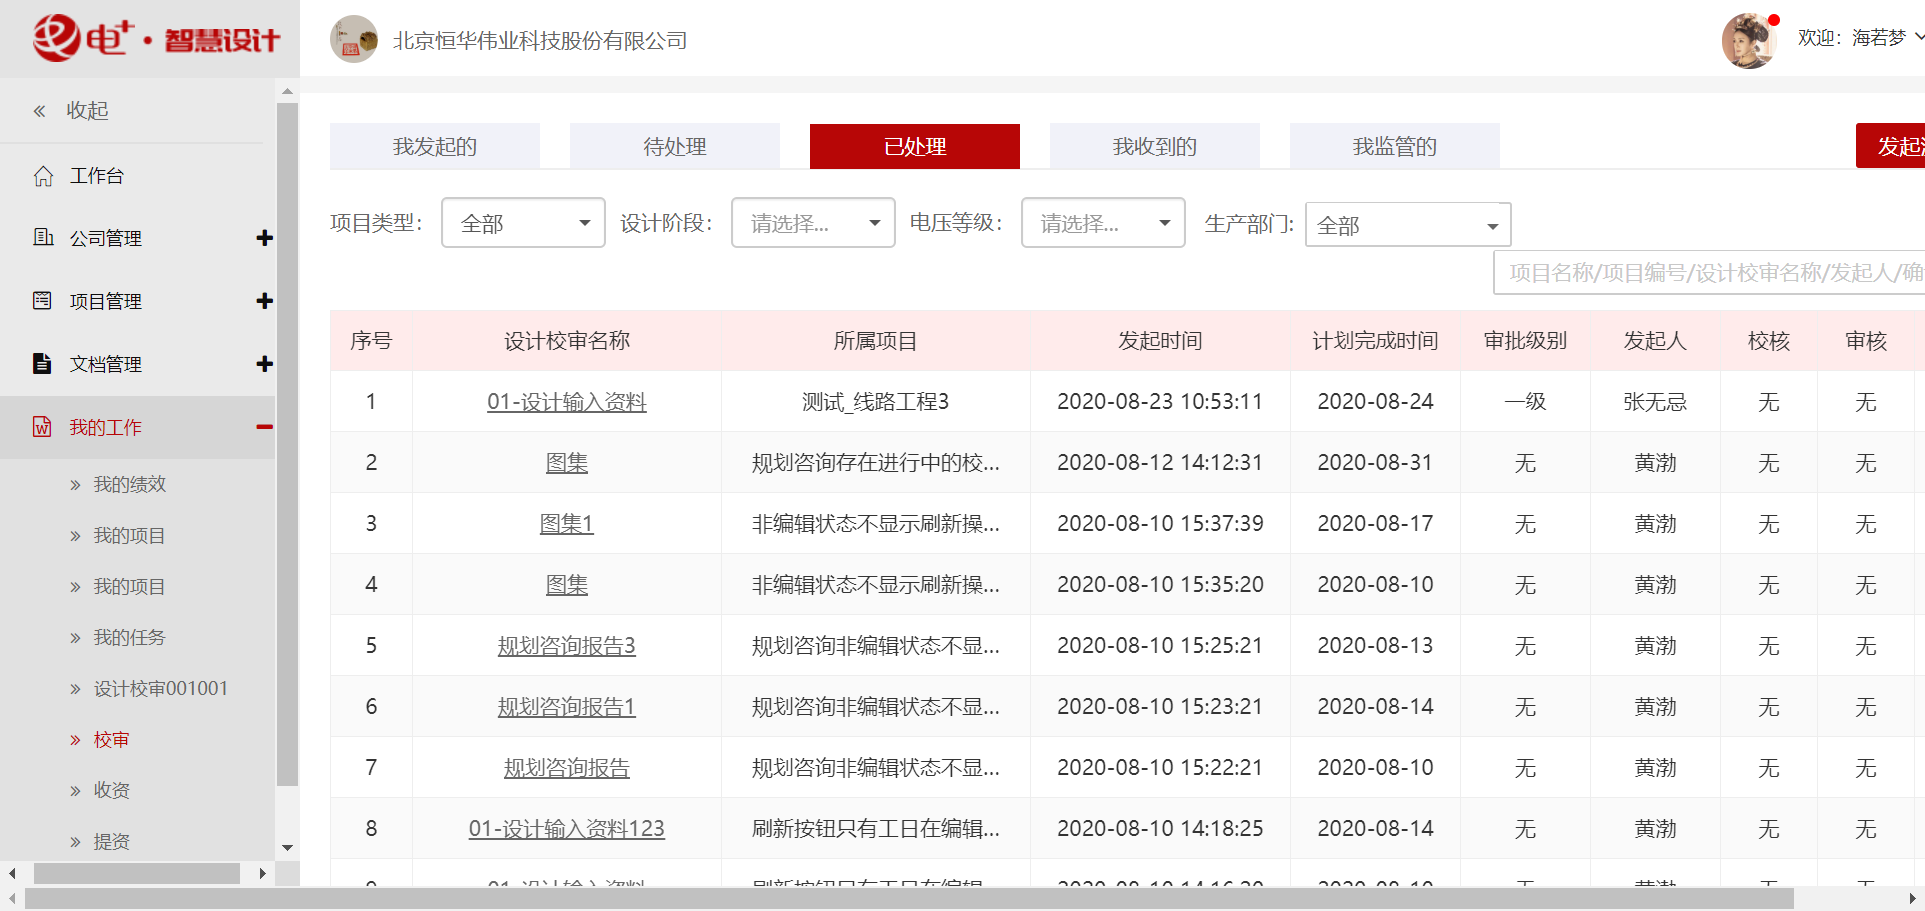 电+·智慧设计
北京恒华伟业科技股份有限公司
欢迎：海若梦
收起
工作台
公司管理
项目管理
文档管理
我的工作
我的绩效
我的项目
我的项目
我的任务
设计校审001001
校审
收资
提资
我发起的 待处理 已处理 我收到的 我监管的 发起
项目类型： 全部 设计阶段： 请选择... 电压等级： 请选择... 生产部门: 全部
项目名称/项目编号/设计校审名称/发起人/确
序号 设计校审名称 所属项目 发起时间 计划完成时间 审批级别 发起人 校核 审核
1 01-设计输入资料 测试_线路工程3 2020-08-23 10:53:11 2020-08-24 一级 张无忌 无 无
2 图集 规划咨询存在进行中的校... 2020-08-12 14:12:31 2020-08-31 无 黄渤 无 无
3 图集1 非编辑状态不显示刷新操... 2020-08-10 15:37:39 2020-08-17 无 黄渤 无 无
4 图集 非编辑状态不显示刷新操... 2020-08-10 15:35:20 2020-08-10 无 黄渤 无 无
5 规划咨询报告3 规划咨询非编辑状态不显... 2020-08-10 15:25:21 2020-08-13 无 黄渤 无 无
6 规划咨询报告1 规划咨询非编辑状态不显... 2020-08-10 15:23:21 2020-08-14 无 黄渤 无 无
7 规划咨询报告 规划咨询非编辑状态不显... 2020-08-10 15:22:21 2020-08-10 无 黄渤 无 无
8 01-设计输入资料123 刷新按钮只有工日在编辑... 2020-08-10 14:18:25 2020-08-14 无 黄渤 无 无